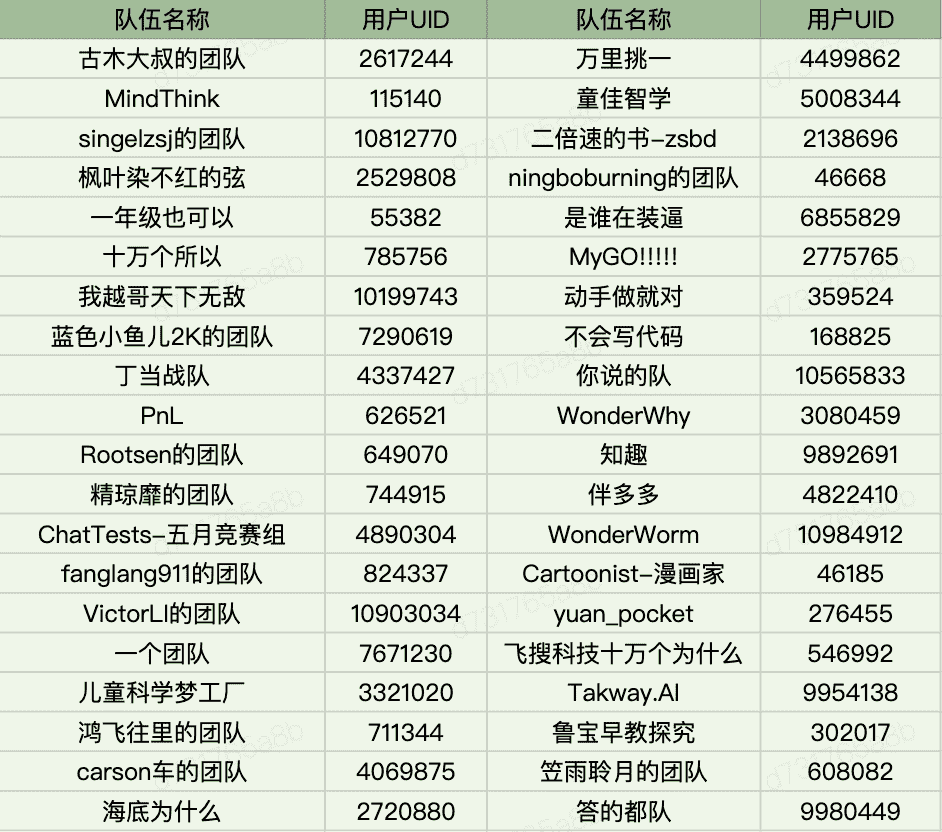 队伍名称 用户UID 队伍名称 用户UID
古木大叔的团队 2617244 万里挑一 4499862
MindThink 115140 童佳智学 5008344
singelzsj的团队 10812770 二倍速的书-zsbd 2138696
枫叶染不红的弦 2529808 ningboburning的团队 46668
一年级也可以 55382 是谁在装逼 6855829
十万个所以 785756 MyGO!!!!! 2775765
我越哥天下无敌 10199743 动手做就对 359524
蓝色小鱼儿2K的团队 7290619 不会写代码 168825
丁当战队 4337427 你说的队 10565833
PnL 626521 WonderWhy 3080459
Rootsen的团队 649070 知趣 9892691
精琼靡的团队 744915 伴多多 4822410
ChatTests-五月竞赛组 4890304 WonderWorm 10984912
fanglang911的团队 824337 Cartoonist-漫画家 46185
VictorLI的团队 10903034 yuan_pocket 276455
一个团队 7671230 飞搜科技十万个为什么 546992
儿童科学梦工厂 3321020 Takway.AI 9954138
鸿飞往里的团队 711344 鲁宝早教探究 302017
carson车的团队 4069875 笠雨聆月的团队 608082
海底为什么 2720880 答的都队 9980449